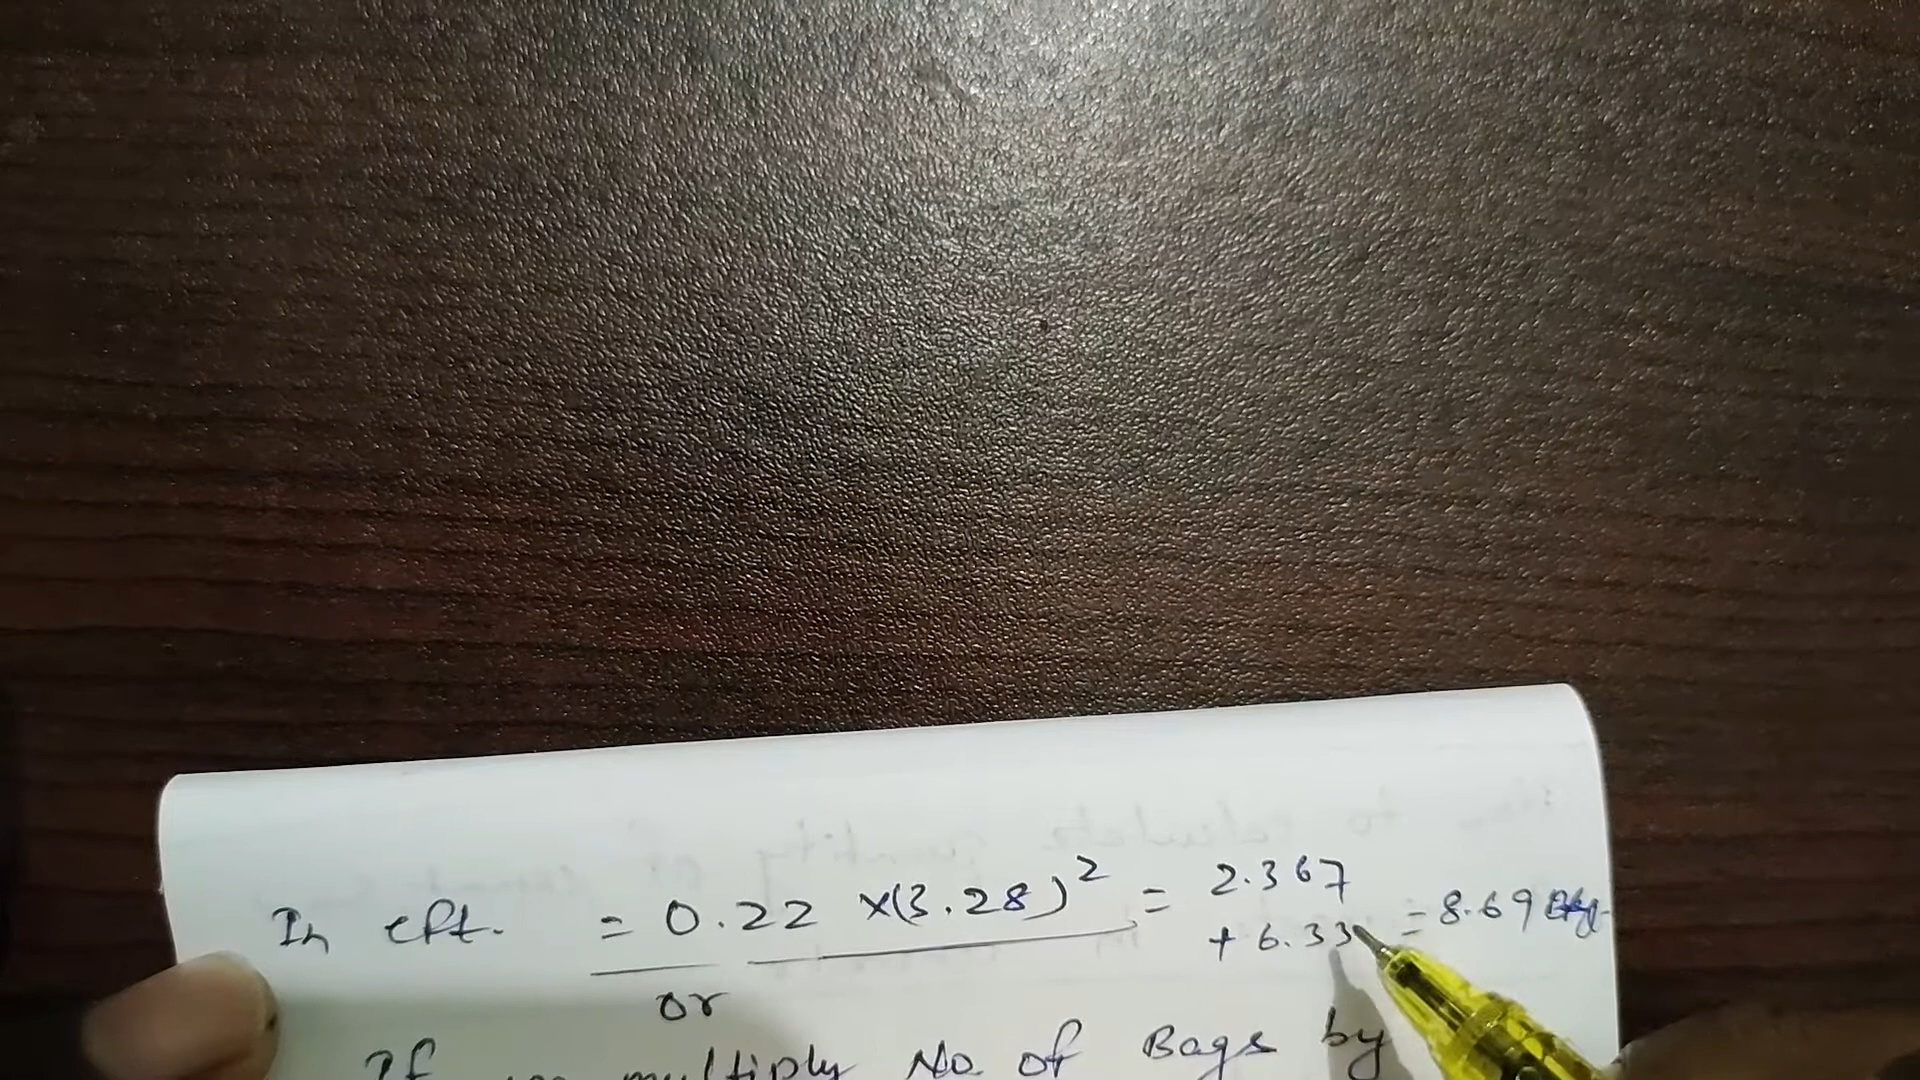 In cft. = 0.22 ×(3.28)² = 2.367
+ 6.33 = 8.69
or
If multiply No. of Bags by